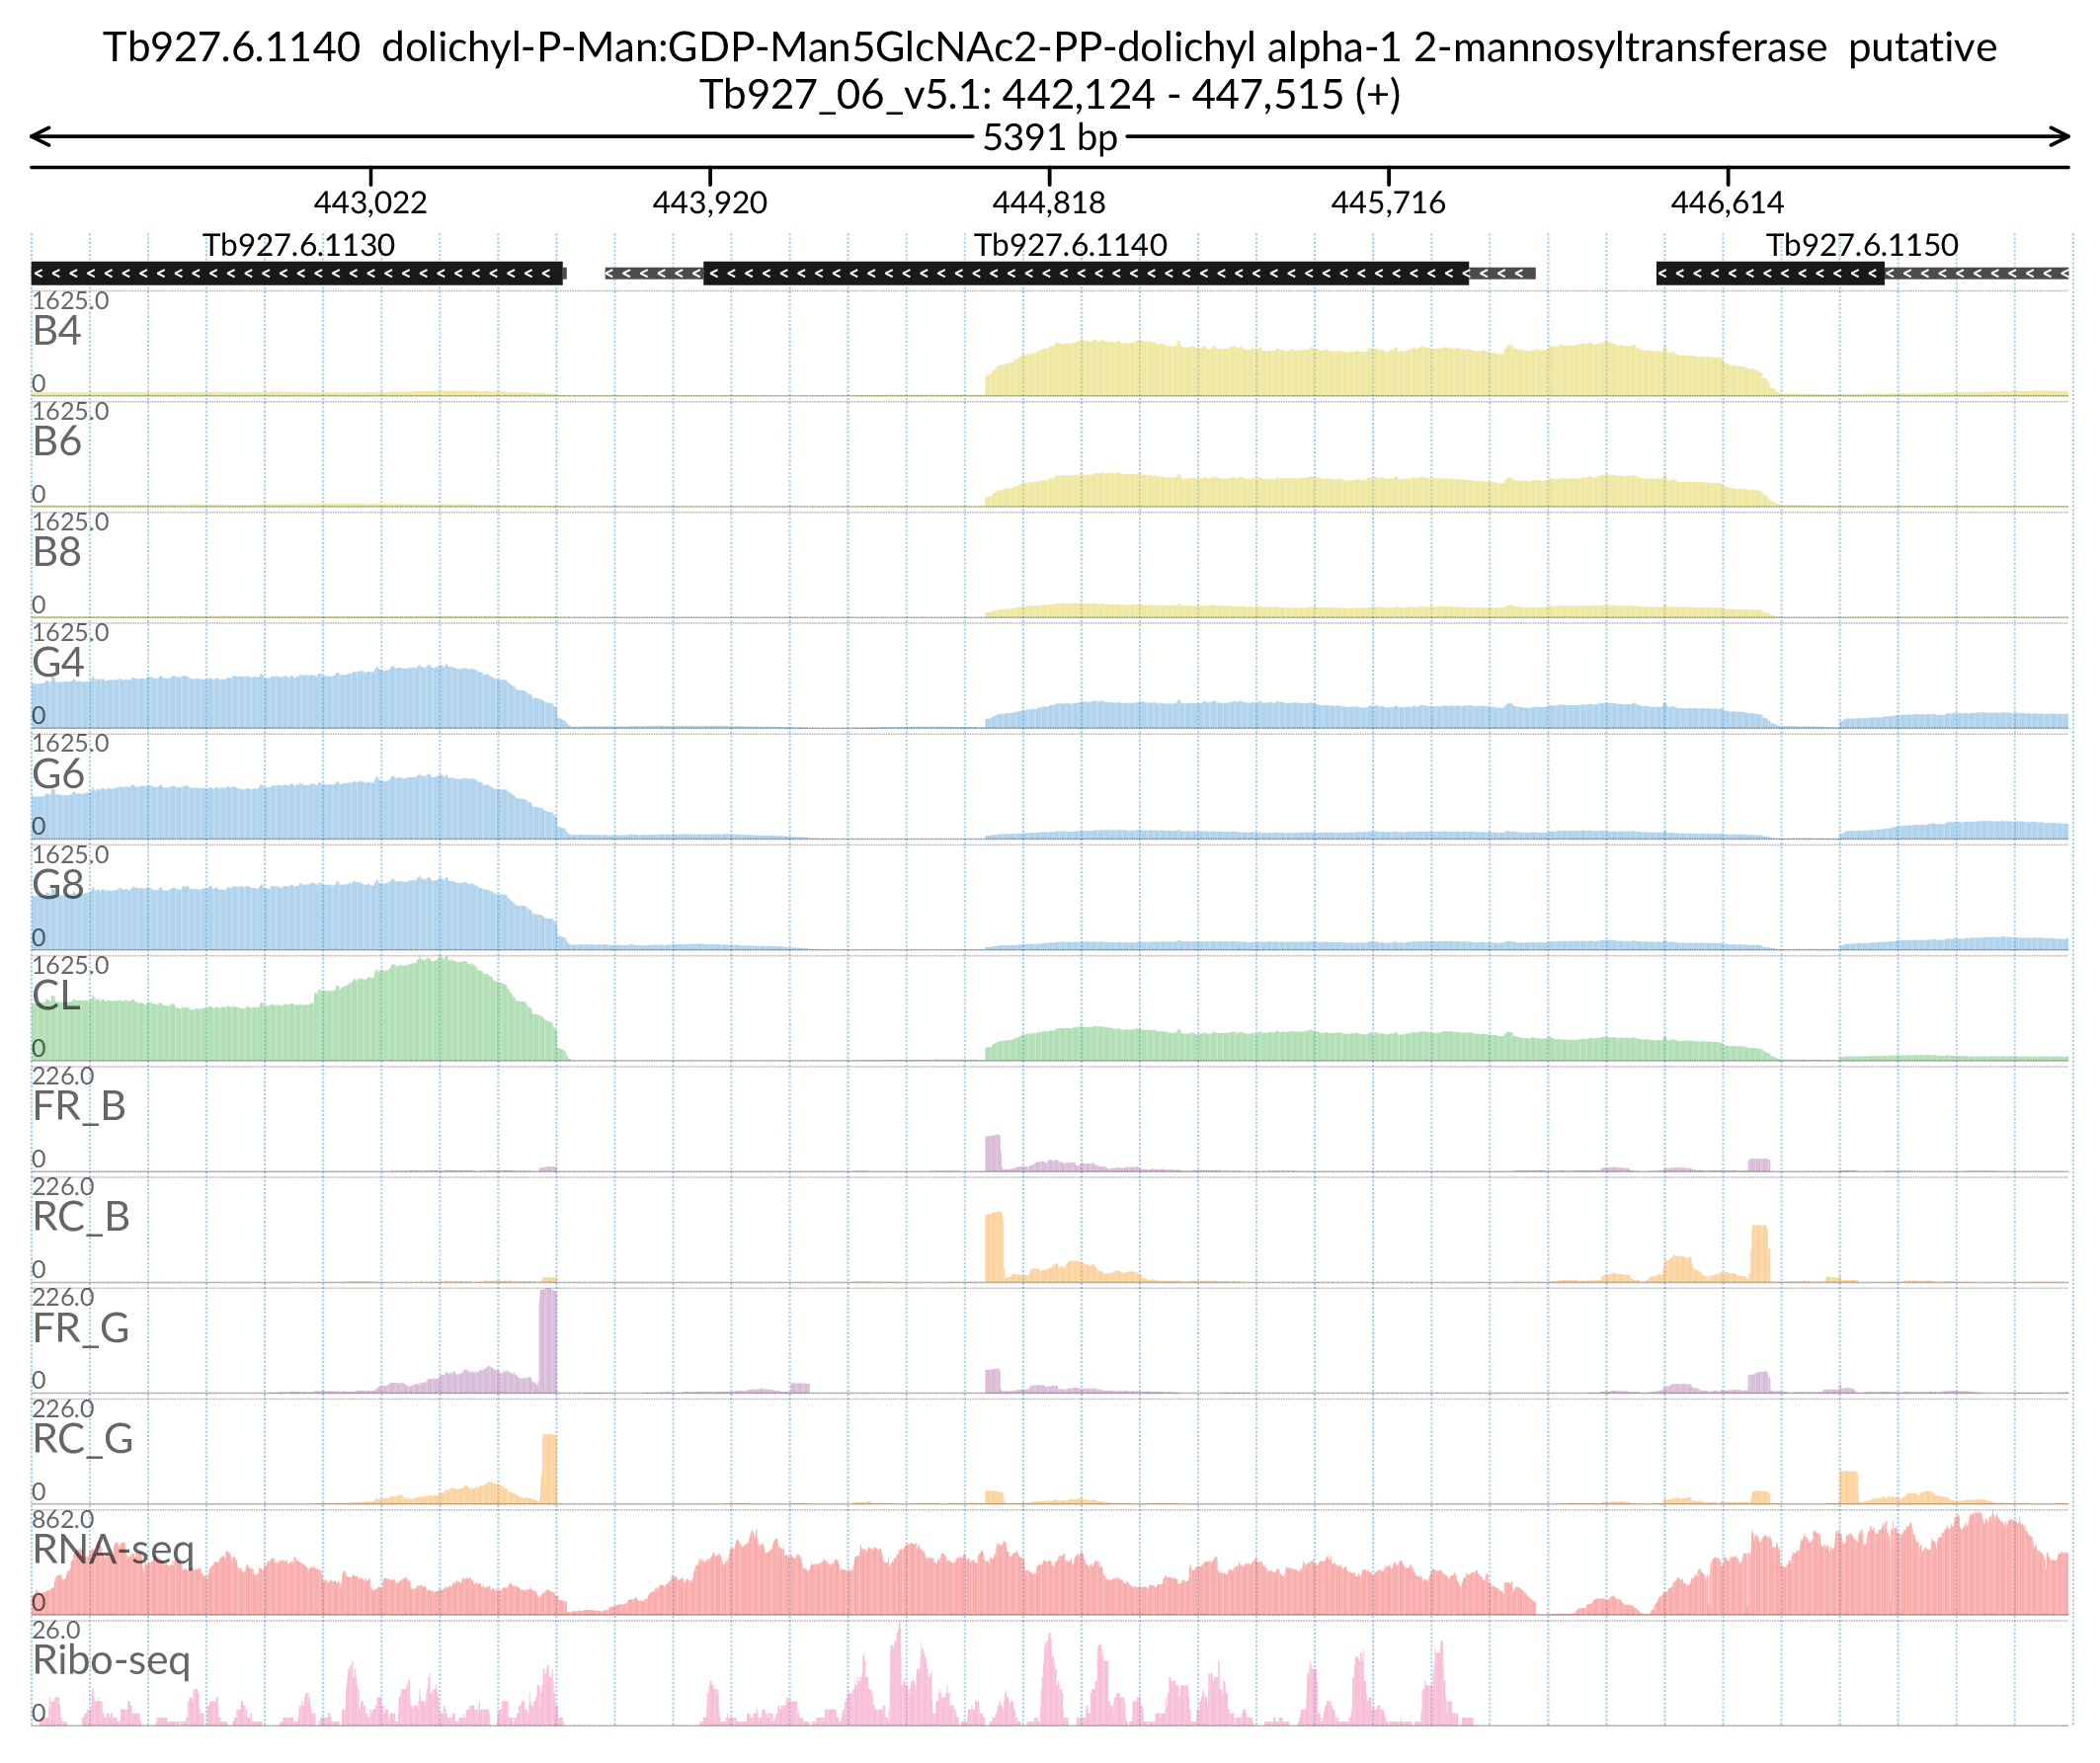 Tb927.6.1140 dolichyl-P-Man:GDP-Man5GlcNAc2-PP-dolichyl alpha-1 2-mannosyltransferase putative
Tb927_06_v5.1: 442,124 - 447,515 (+)
5391 bp
443,022 443,920 444,818 445,716 446,614
Tb927.6.1130 Tb927.6.1140 Tb927.6.1150
1625.0
B4
0
1625.0
B6
0
1625.0
B8
0
1625.0
G4
0
1625.0
G6
0
1625.0
G8
0
1625.0
CL
0
226.0
FR_B
0
226.0
RC_B
0
226.0
FR_G
0
226.0
RC_G
0
862.0
RNA-seq
0
26.0
Ribo-seq
0